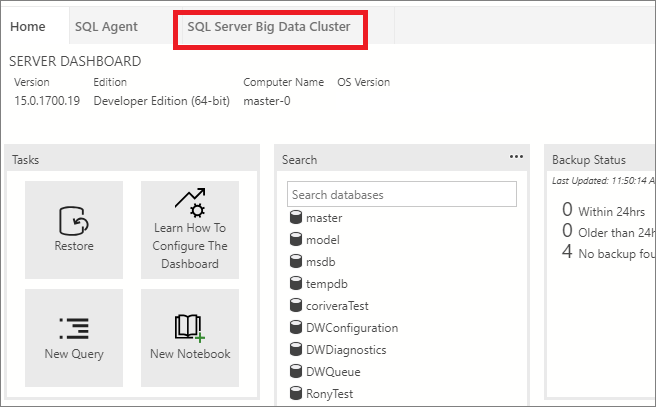 Home
SQL Agent
SQL Server Big Data Cluster
SERVER DASHBOARD
Version
Edition
Computer Name
OS Version
15.0.1700.19
Developer Edition (64-bit)
master-0
Tasks
Restore
Learn How To
Configure The
Dashboard
New Query
New Notebook
Search
...
Search databases
master
model
msdb
tempdb
coriveraTest
DWConfiguration
DWDiagnostics
DWQueue
RonyTest
Backup Status
Last Updated: 11:50:14 A
0 Within 24hrs
0 Older than 24
4 No backup fou